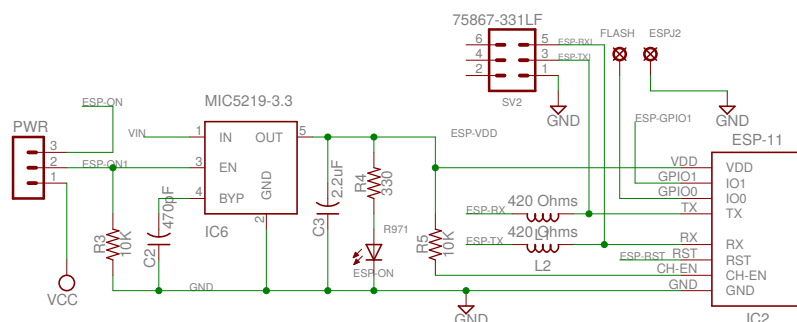 75867-331LF
FLASH
ESPJ2
6
5
ESP-RXI
4
3
ESP-TXI
2
1
SV2
GND
GND
ESP-ON
MIC5219-3.3
PWR
VIN
1
IN
OUT
5
ESP-VDD
ESP-GPIO1
ESP-11
3
2
1
ESP-ON1
3
EN
4
BYP
GND
2
IC6
470pF
C2
R3
10K
2.2uF
C3
R4
330
R971
ESP-ON
R5
10K
VDD
VDD
GPIO1
IO1
GPIO0
IO0
420 Ohms
ESP-RX
TX
TX
L1
420 Ohms
ESP-TX
L2
RX
RX
ESP-RST
RST
RST
CH-EN
CH-EN
GND
GND
GND
GND
VCC
IC2